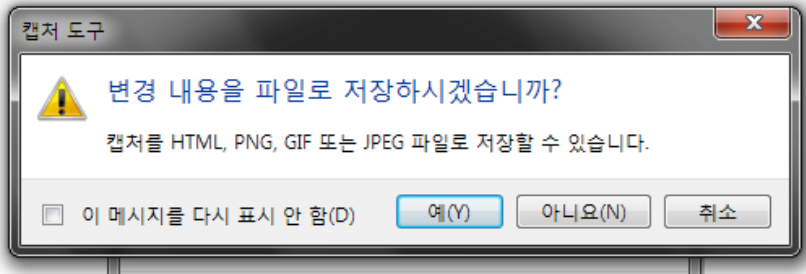 캡처 도구
변경 내용을 파일로 저장하시겠습니까?
캡처를 HTML, PNG, GIF 또는 JPEG 파일로 저장할 수 있습니다.
이 메시지를 다시 표시 안 함(D) 예(Y) 아니요(N) 취소